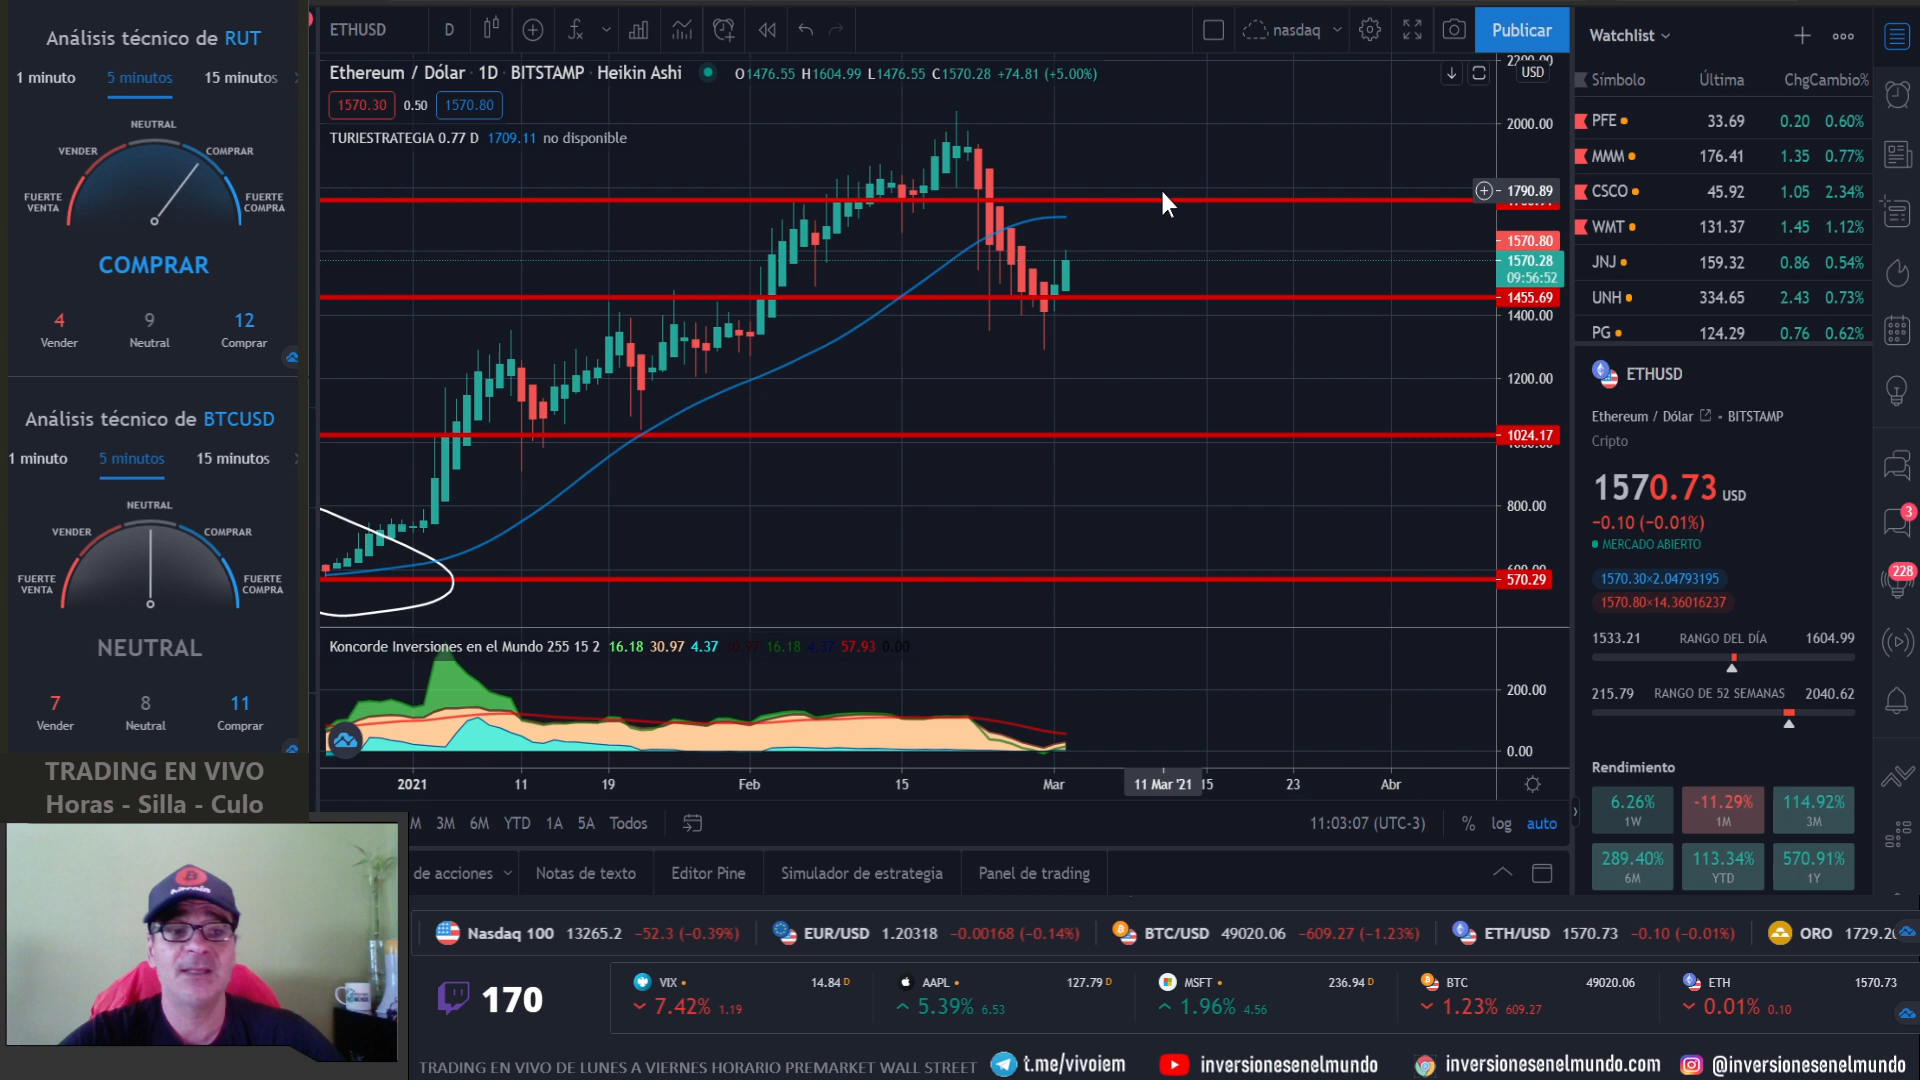 Análisis técnico de RUT
1 minuto 5 minutos 15 minutos
NEUTRAL
VENDER COMPRAR
FUERTE VENTA FUERTE COMPRA
COMPRAR
4 9 12
Vender Neutral Comprar
Análisis técnico de BTCUSD
1 minuto 5 minutos 15 minutos
NEUTRAL
VENDER COMPRAR
FUERTE VENTA FUERTE COMPRA
NEUTRAL
7 8 11
Vender Neutral Comprar
TRADING EN VIVO
Horas - Silla - Culo
ETHUSD D nasdaq Publicar
Ethereum / Dólar · 1D · BITSTAMP · Heikin Ashi O1476.55 H1604.99 L1476.55 C1570.28 +74.81 (+5.00%)
1570.30 0.50 1570.80
TURIESTRATEGIA 0.77 D 1709.11 no disponible
USD
2000.00
1790.89
1570.80
1570.28
09:56:52
1455.69
1400.00
1200.00
1024.17
800.00
570.29
Koncorde Inversiones en el Mundo 255 15 2 16.18 30.97 4.37 30.97 16.18 4.37 57.93 0.00
200.00
0.00
2021 11 19 Feb 15 Mar 11 Mar '21 15 23 Abr
M 3M 6M YTD 1A 5A Todos 11:03:07 (UTC-3) % log auto
de acciones Notas de texto Editor Pine Simulador de estrategia Panel de trading
Watchlist
Símbolo Última Chg Cambio%
PFE 33.69 0.20 0.60%
MMM 176.41 1.35 0.77%
CSCO 45.92 1.05 2.34%
WMT 131.37 1.45 1.12%
JNJ 159.32 0.86 0.54%
UNH 334.65 2.43 0.73%
PG 124.29 0.76 0.62%
ETHUSD
Ethereum / Dólar · BITSTAMP
Cripto
1570.73 USD
−0.10 (−0.01%)
MERCADO ABIERTO
1570.30×2.04793195
1570.80×14.36016237
1533.21 RANGO DEL DÍA 1604.99
215.79 RANGO DE 52 SEMANAS 2040.62
Rendimiento
6.26% -11.29% 114.92%
1W 1M 3M
289.40% 113.34% 570.91%
6M YTD 1Y
3
228
Nasdaq 100 13265.2 −52.3 (−0.39%) EUR/USD 1.20318 −0.00168 (−0.14%) BTC/USD 49020.06 −609.27 (−1.23%) ETH/USD 1570.73 −0.10 (−0.01%) ORO
170
VIX 14.84 D AAPL 127.79 D MSFT 236.94 D BTC 49020.06 ETH 1570.73
7.42% 1.19 5.39% 6.53 1.96% 4.56 1.23% 609.27 0.01% 0.10
TRADING EN VIVO DE LUNES A VIERNES HORARIO PREMARKET WALL STREET t.me/vivoiem inversionesenelmundo inversionesenelmundo.com @inversionesenelmundo